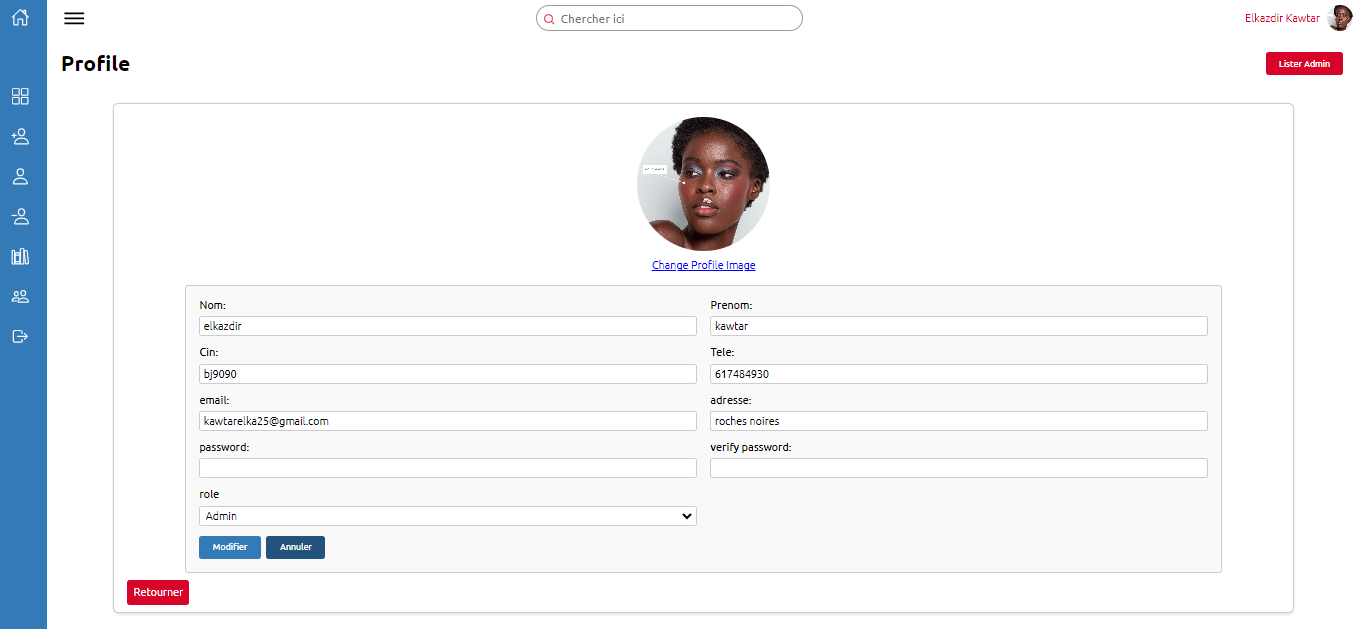 Chercher ici
Elkazdir Kawtar
Profile
Lister Admin
Change Profile Image
Nom:
Prenom:
elkazdir
kawtar
Cin:
Tele:
bj9090
617484930
email:
adresse:
kawtarelka25@gmail.com
roches noires
password:
verify password:
role
Admin
Modifier
Annuler
Retourner